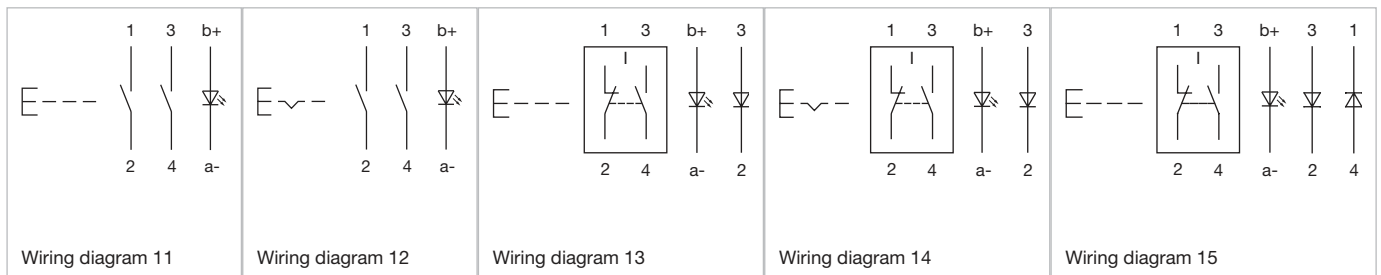 1 3 b+
2 4 a-
Wiring diagram 11
1 3 b+
2 4 a-
Wiring diagram 12
1 3 b+ 3
I
2 4 a- 2
Wiring diagram 13
1 3 b+ 3
I
2 4 a- 2
Wiring diagram 14
1 3 b+ 3 1
I
2 4 a- 2 4
Wiring diagram 15